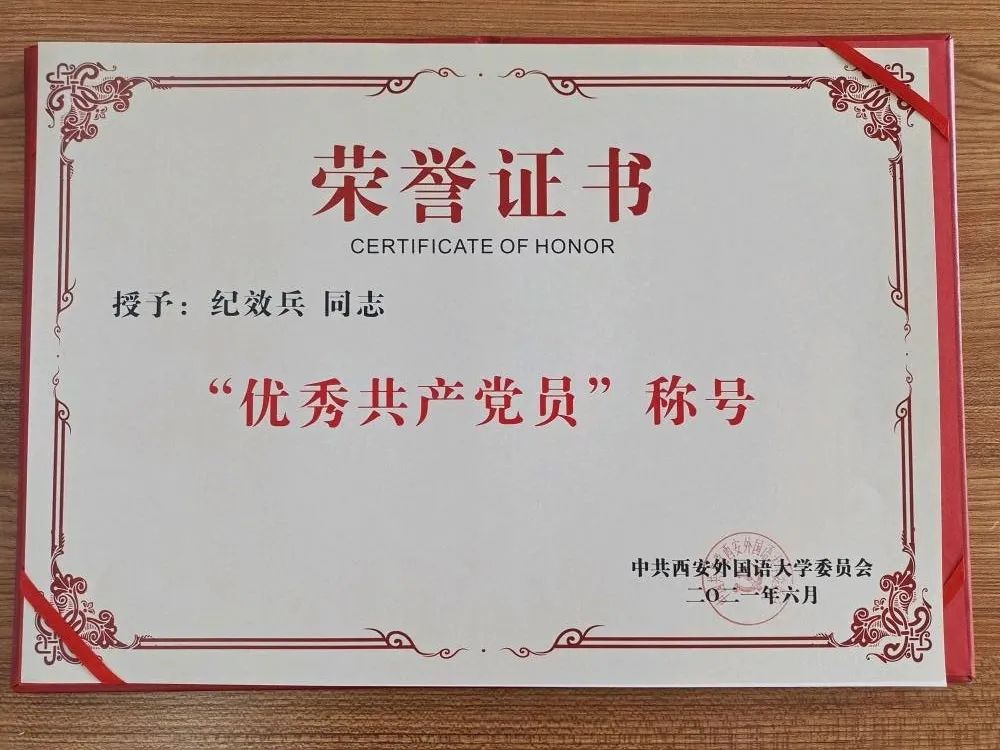 荣誉证书
CERTIFICATE OF HONOR
授予：纪效兵 同志
“优秀共产党员”称号
中共西安外国语大学委员会
二〇二一年六月